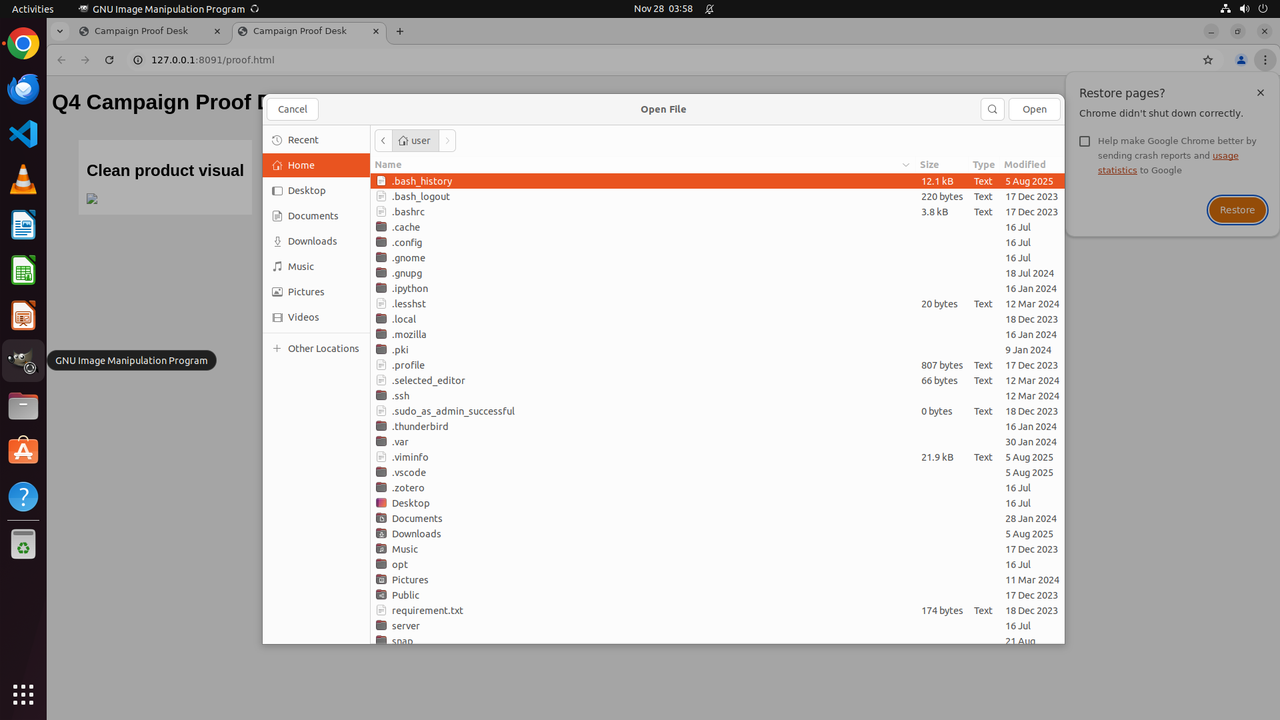 Activities
GNU Image Manipulation Program
Nov 28 03:58
Campaign Proof Desk
Campaign Proof Desk
127.0.0.1:8091/proof.html
Q4 Campaign Proof D
Clean product visual
Restore pages?
Chrome didn't shut down correctly.
Help make Google Chrome better by
sending crash reports and usage
statistics to Google
Restore
Cancel
Open File
Open
Recent
Home
Desktop
Documents
Downloads
Music
Pictures
Videos
Other Locations
user
Name Size Type Modified
.bash_history 12.1 kB Text 5 Aug 2025
.bash_logout 220 bytes Text 17 Dec 2023
.bashrc 3.8 kB Text 17 Dec 2023
.cache 16 Jul
.config 16 Jul
.gnome 16 Jul
.gnupg 18 Jul 2024
.ipython 16 Jan 2024
.lesshst 20 bytes Text 12 Mar 2024
.local 18 Dec 2023
.mozilla 16 Jan 2024
.pki 9 Jan 2024
.profile 807 bytes Text 17 Dec 2023
.selected_editor 66 bytes Text 12 Mar 2024
.ssh 12 Mar 2024
.sudo_as_admin_successful 0 bytes Text 18 Dec 2023
.thunderbird 16 Jan 2024
.var 30 Jan 2024
.viminfo 21.9 kB Text 5 Aug 2025
.vscode 5 Aug 2025
.zotero 16 Jul
Desktop 16 Jul
Documents 28 Jan 2024
Downloads 5 Aug 2025
Music 17 Dec 2023
opt 16 Jul
Pictures 11 Mar 2024
Public 17 Dec 2023
requirement.txt 174 bytes Text 18 Dec 2023
server 16 Jul
snap 21 Aug
GNU Image Manipulation Program